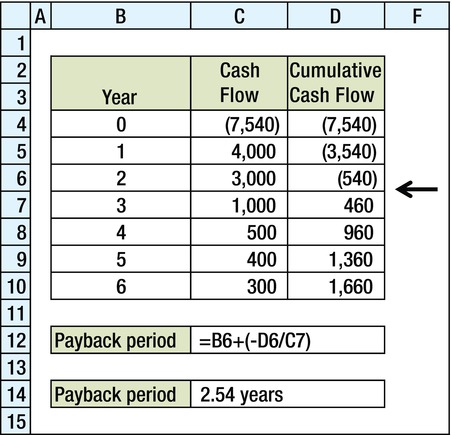 A B C D F
1
2 Cash Cumulative
3 Year Flow Cash Flow
4 0 (7,540) (7,540)
5 1 4,000 (3,540)
6 2 3,000 (540)
7 3 1,000 460
8 4 500 960
9 5 400 1,360
10 6 300 1,660
11
12 Payback period =B6+(-D6/C7)
13
14 Payback period 2.54 years
15